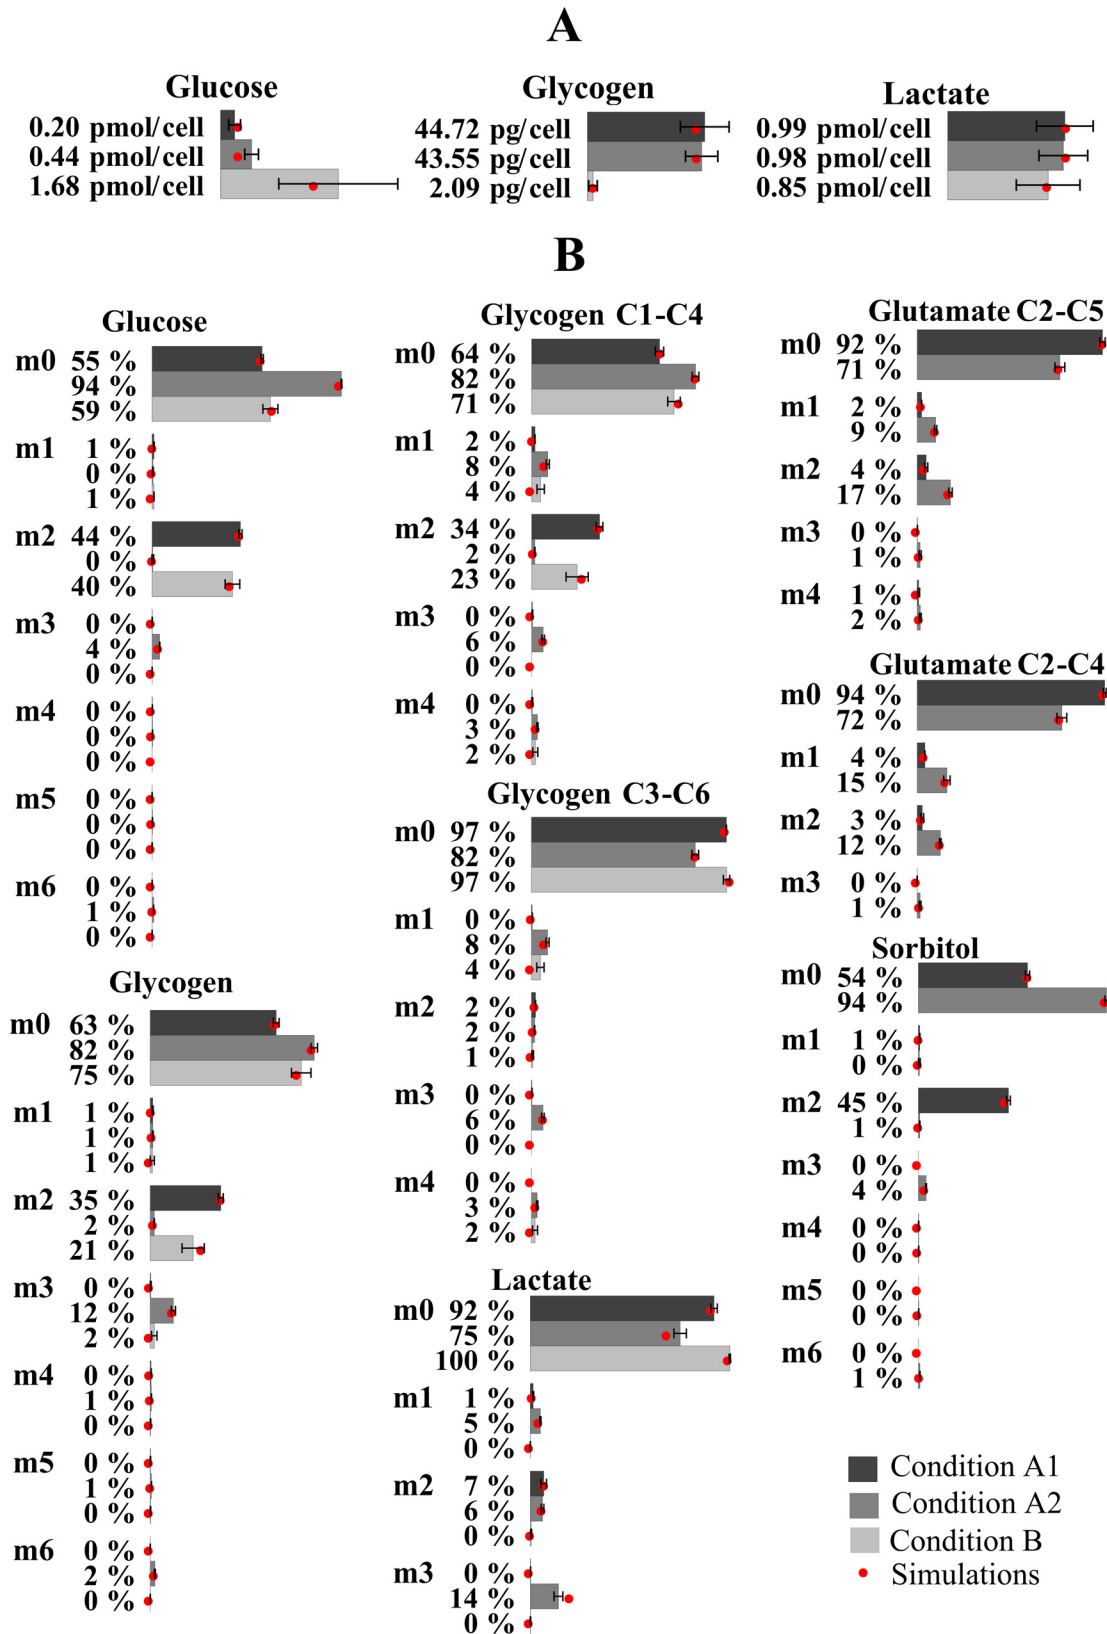 A
Glucose
0.20 pmol/cell
0.44 pmol/cell
1.68 pmol/cell
Glycogen
44.72 pg/cell
43.55 pg/cell
2.09 pg/cell
Lactate
0.99 pmol/cell
0.98 pmol/cell
0.85 pmol/cell
B
Glucose
m0 55 %
94 %
59 %
m1 1 %
0 %
1 %
m2 44 %
0 %
40 %
m3 0 %
4 %
0 %
m4 0 %
0 %
0 %
m5 0 %
0 %
0 %
m6 0 %
1 %
0 %
Glycogen
m0 63 %
82 %
75 %
m1 1 %
1 %
1 %
m2 35 %
2 %
21 %
m3 0 %
12 %
2 %
m4 0 %
1 %
0 %
m5 0 %
1 %
0 %
m6 0 %
2 %
0 %
Glycogen C1-C4
m0 64 %
82 %
71 %
m1 2 %
8 %
4 %
m2 34 %
2 %
23 %
m3 0 %
6 %
0 %
m4 0 %
3 %
2 %
Glycogen C3-C6
m0 97 %
82 %
97 %
m1 0 %
8 %
4 %
m2 2 %
2 %
1 %
m3 0 %
6 %
0 %
m4 0 %
3 %
2 %
Lactate
m0 92 %
75 %
100 %
m1 1 %
5 %
0 %
m2 7 %
6 %
0 %
m3 0 %
14 %
0 %
Glutamate C2-C5
m0 92 %
71 %
m1 2 %
9 %
m2 4 %
17 %
m3 0 %
1 %
m4 1 %
2 %
Glutamate C2-C4
m0 94 %
72 %
m1 4 %
15 %
m2 3 %
12 %
m3 0 %
1 %
Sorbitol
m0 54 %
94 %
m1 1 %
0 %
m2 45 %
1 %
m3 0 %
4 %
m4 0 %
0 %
m5 0 %
0 %
m6 0 %
1 %
Condition A1
Condition A2
Condition B
Simulations